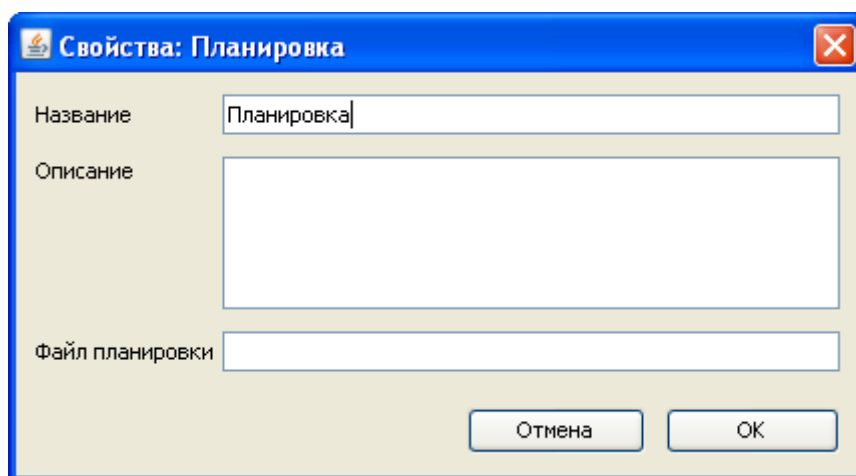 Свойства: Планировка
Название
Планировка
Описание
Файл планировки
Отмена
OK